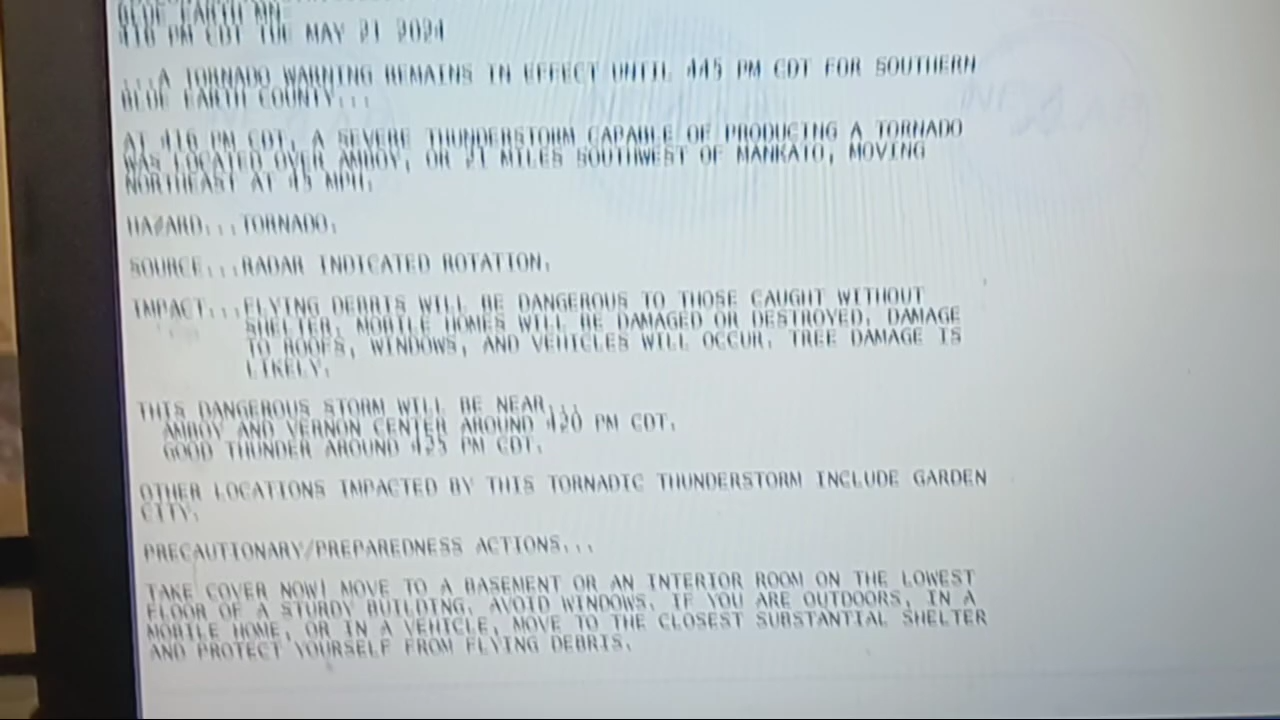 BLUE EARTH MN
416 PM CDT TUE MAY 21 2024
...A TORNADO WARNING REMAINS IN EFFECT UNTIL 445 PM CDT FOR SOUTHERN
BLUE EARTH COUNTY...
AT 416 PM CDT, A SEVERE THUNDERSTORM CAPABLE OF PRODUCING A TORNADO
WAS LOCATED OVER AMBOY, OR 21 MILES SOUTHWEST OF MANKATO, MOVING
NORTHEAST AT 45 MPH.
HAZARD...TORNADO.
SOURCE...RADAR INDICATED ROTATION.
IMPACT...FLYING DEBRIS WILL BE DANGEROUS TO THOSE CAUGHT WITHOUT
SHELTER. MOBILE HOMES WILL BE DAMAGED OR DESTROYED. DAMAGE
TO ROOFS, WINDOWS, AND VEHICLES WILL OCCUR. TREE DAMAGE IS
LIKELY.
THIS DANGEROUS STORM WILL BE NEAR...
AMBOY AND VERNON CENTER AROUND 420 PM CDT.
GOOD THUNDER AROUND 425 PM CDT.
OTHER LOCATIONS IMPACTED BY THIS TORNADIC THUNDERSTORM INCLUDE GARDEN
CITY.
PRECAUTIONARY/PREPAREDNESS ACTIONS...
TAKE COVER NOW! MOVE TO A BASEMENT OR AN INTERIOR ROOM ON THE LOWEST
FLOOR OF A STURDY BUILDING. AVOID WINDOWS. IF YOU ARE OUTDOORS, IN A
MOBILE HOME, OR IN A VEHICLE, MOVE TO THE CLOSEST SUBSTANTIAL SHELTER
AND PROTECT YOURSELF FROM FLYING DEBRIS.